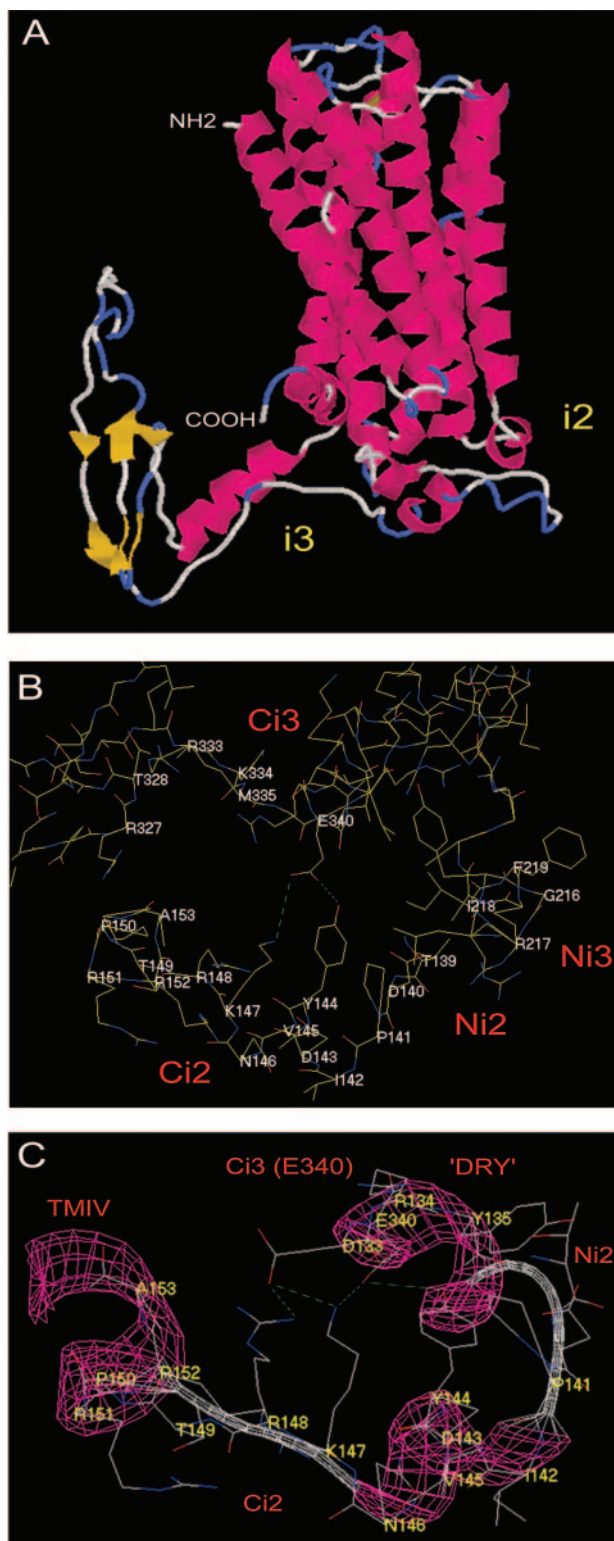 A
NH2
COOH
i2
i3
B
Ci3
R333
K334
T328
M335
R327
E340
F219
I218
G216
A153
R150
R217
T149
T139
Ni3
R151
R152
R148
D140
Y144
K147
Ni2
V145
P141
N146
D143
Ci2
I142
C
Ci3 (E340)
'DRY'
TMIV
R134
E340
Y135
D133
Ni2
A153
P150
R152
P141
R151
T149
R148
Y144
K147
D143
V145
I142
Ci2
N146